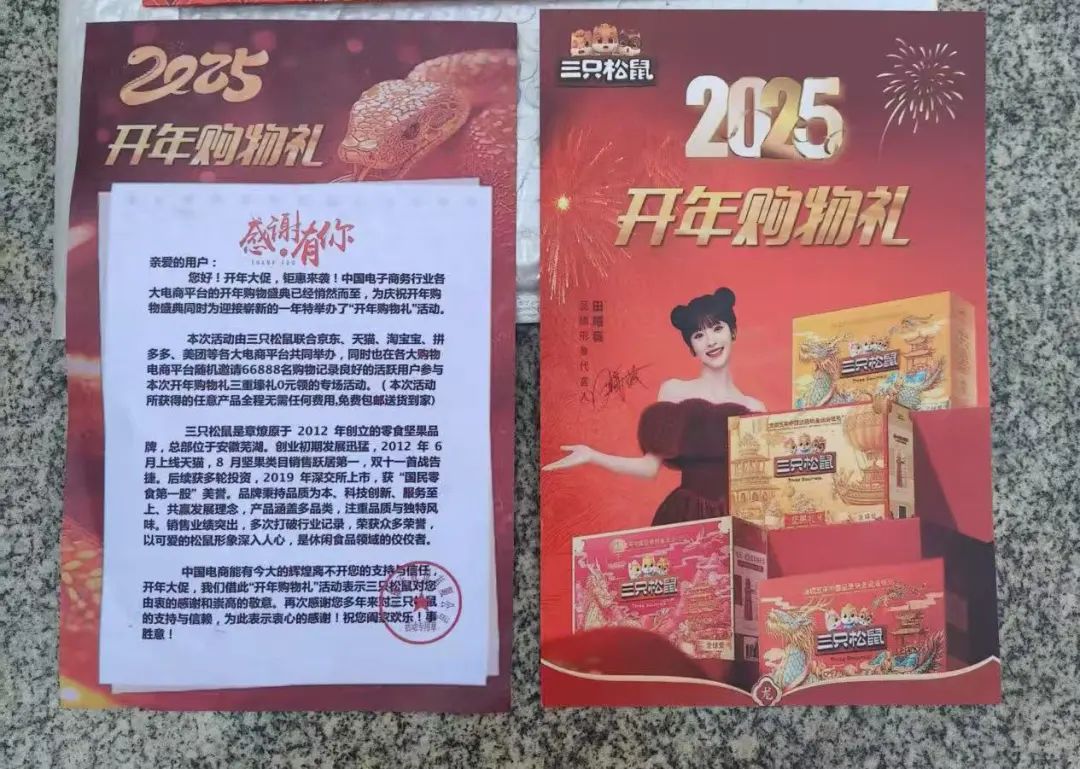 2025
开年购物礼
感谢有你
THANK YOU
亲爱的用户：
您好！开年大促，钜惠来袭！中国电子商务行业各
大电商平台的开年购物盛典已经悄然而至，为庆祝开年购
物盛典同时为迎接崭新的一年特举办了“开年购物礼”活动。
本次活动由三只松鼠联合京东、天猫、淘宝宝、拼
多多、美团等各大电商平台共同举办，同时也在各大购物
电商平台随机邀请66888名购物记录良好的活跃用户参与
本次开年购物礼三重壕礼0元领的专场活动。（本次活动
所获得的任意产品全程无需任何费用,免费包邮送货到家）
三只松鼠是章燎原于 2012 年创立的零食坚果品
牌，总部位于安徽芜湖。创业初期发展迅猛，2012 年 6
月上线天猫，8 月坚果类目销售跃居第一，双十一首战告
捷。后续获多轮投资，2019 年深交所上市，获“国民零
食第一股”美誉。品牌秉持品质为本、科技创新、服务至
上、共赢发展理念，产品涵盖多品类，注重品质与独特风
味。销售业绩突出，多次打破行业记录，荣获众多荣誉，
以可爱的松鼠形象深入人心，是休闲食品领域的佼佼者。
中国电商能有今大的辉煌离不开您的支持与信任，
开年大促，我们借此“开年购物礼”活动表示三只松鼠对您
由衷的感谢和崇高的敬意。再次感谢您多年来对三只松鼠
的支持与信赖，为此表示衷心的感谢！祝您阖家欢乐！事
胜意！
三只松鼠
2025
开年购物礼
品牌形象代言人
三只松鼠
Three Squirrels
三只松鼠
Three Squirrels
坚果礼
三只松鼠
三只松鼠
Three Squirrels
龙